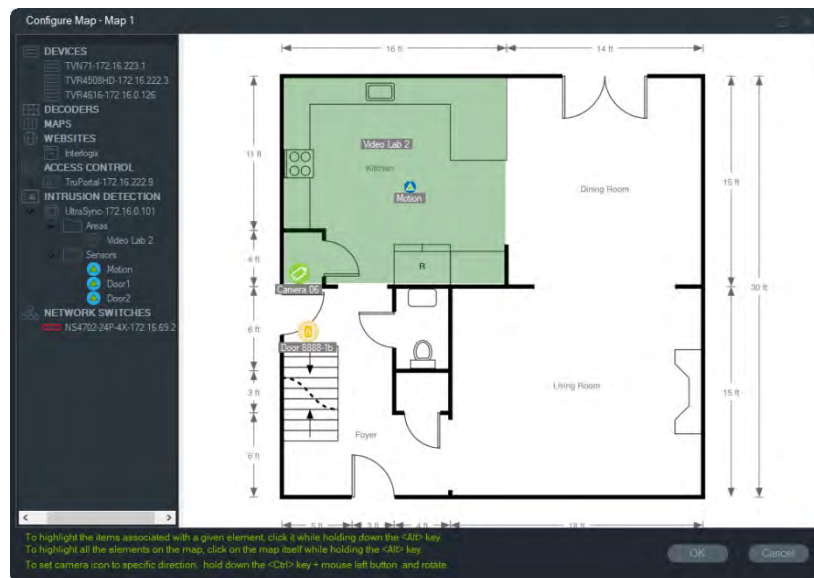 Configure Map - Map 1
DEVICES
TVN71-172.16.223.1
TVR4508HD-172.16.222.3
TVR4616-172.16.0.126
DECODERS
MAPS
WEBSITES
Interlogix
ACCESS CONTROL
TruPortal-172.16.222.9
INTRUSION DETECTION
UltraSync-172.16.0.101
Areas
Video Lab 2
Sensors
Motion
Door1
Door2
NETWORK SWITCHES
NS4702-24P-4X-172.16.69.2
16 ft
14 ft
11 ft
4 ft
6 ft
3 ft
6 ft
Video Lab 2
Kitchen
Motion
R
Camera 06
Door 8888-1b
Foyer
Dining Room
Living Room
15 ft
30 ft
15 ft
5 ft
3 ft
4 ft
18 ft
To highlight the items associated with a given element, click it while holding down the <Alt> key.
To highlight all the elements on the map, click on the map itself while holding the <Alt> key.
To set camera icon to specific direction, hold down the <Ctrl> key + mouse left button and rotate.
OK
Cancel